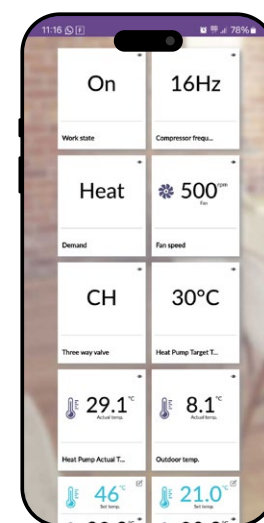 11:16 78%
On 16Hz
Work state Compressor frequ...
Heat 500 rpm
Fan
Demand Fan speed
CH 30°C
Three way valve Heat Pump Target T...
29.1 °C 8.1 °C
Actual temp. Actual temp.
Heat Pump Actual T... Outdoor temp.
46 °C 21.0 °C
Set temp. Set temp.